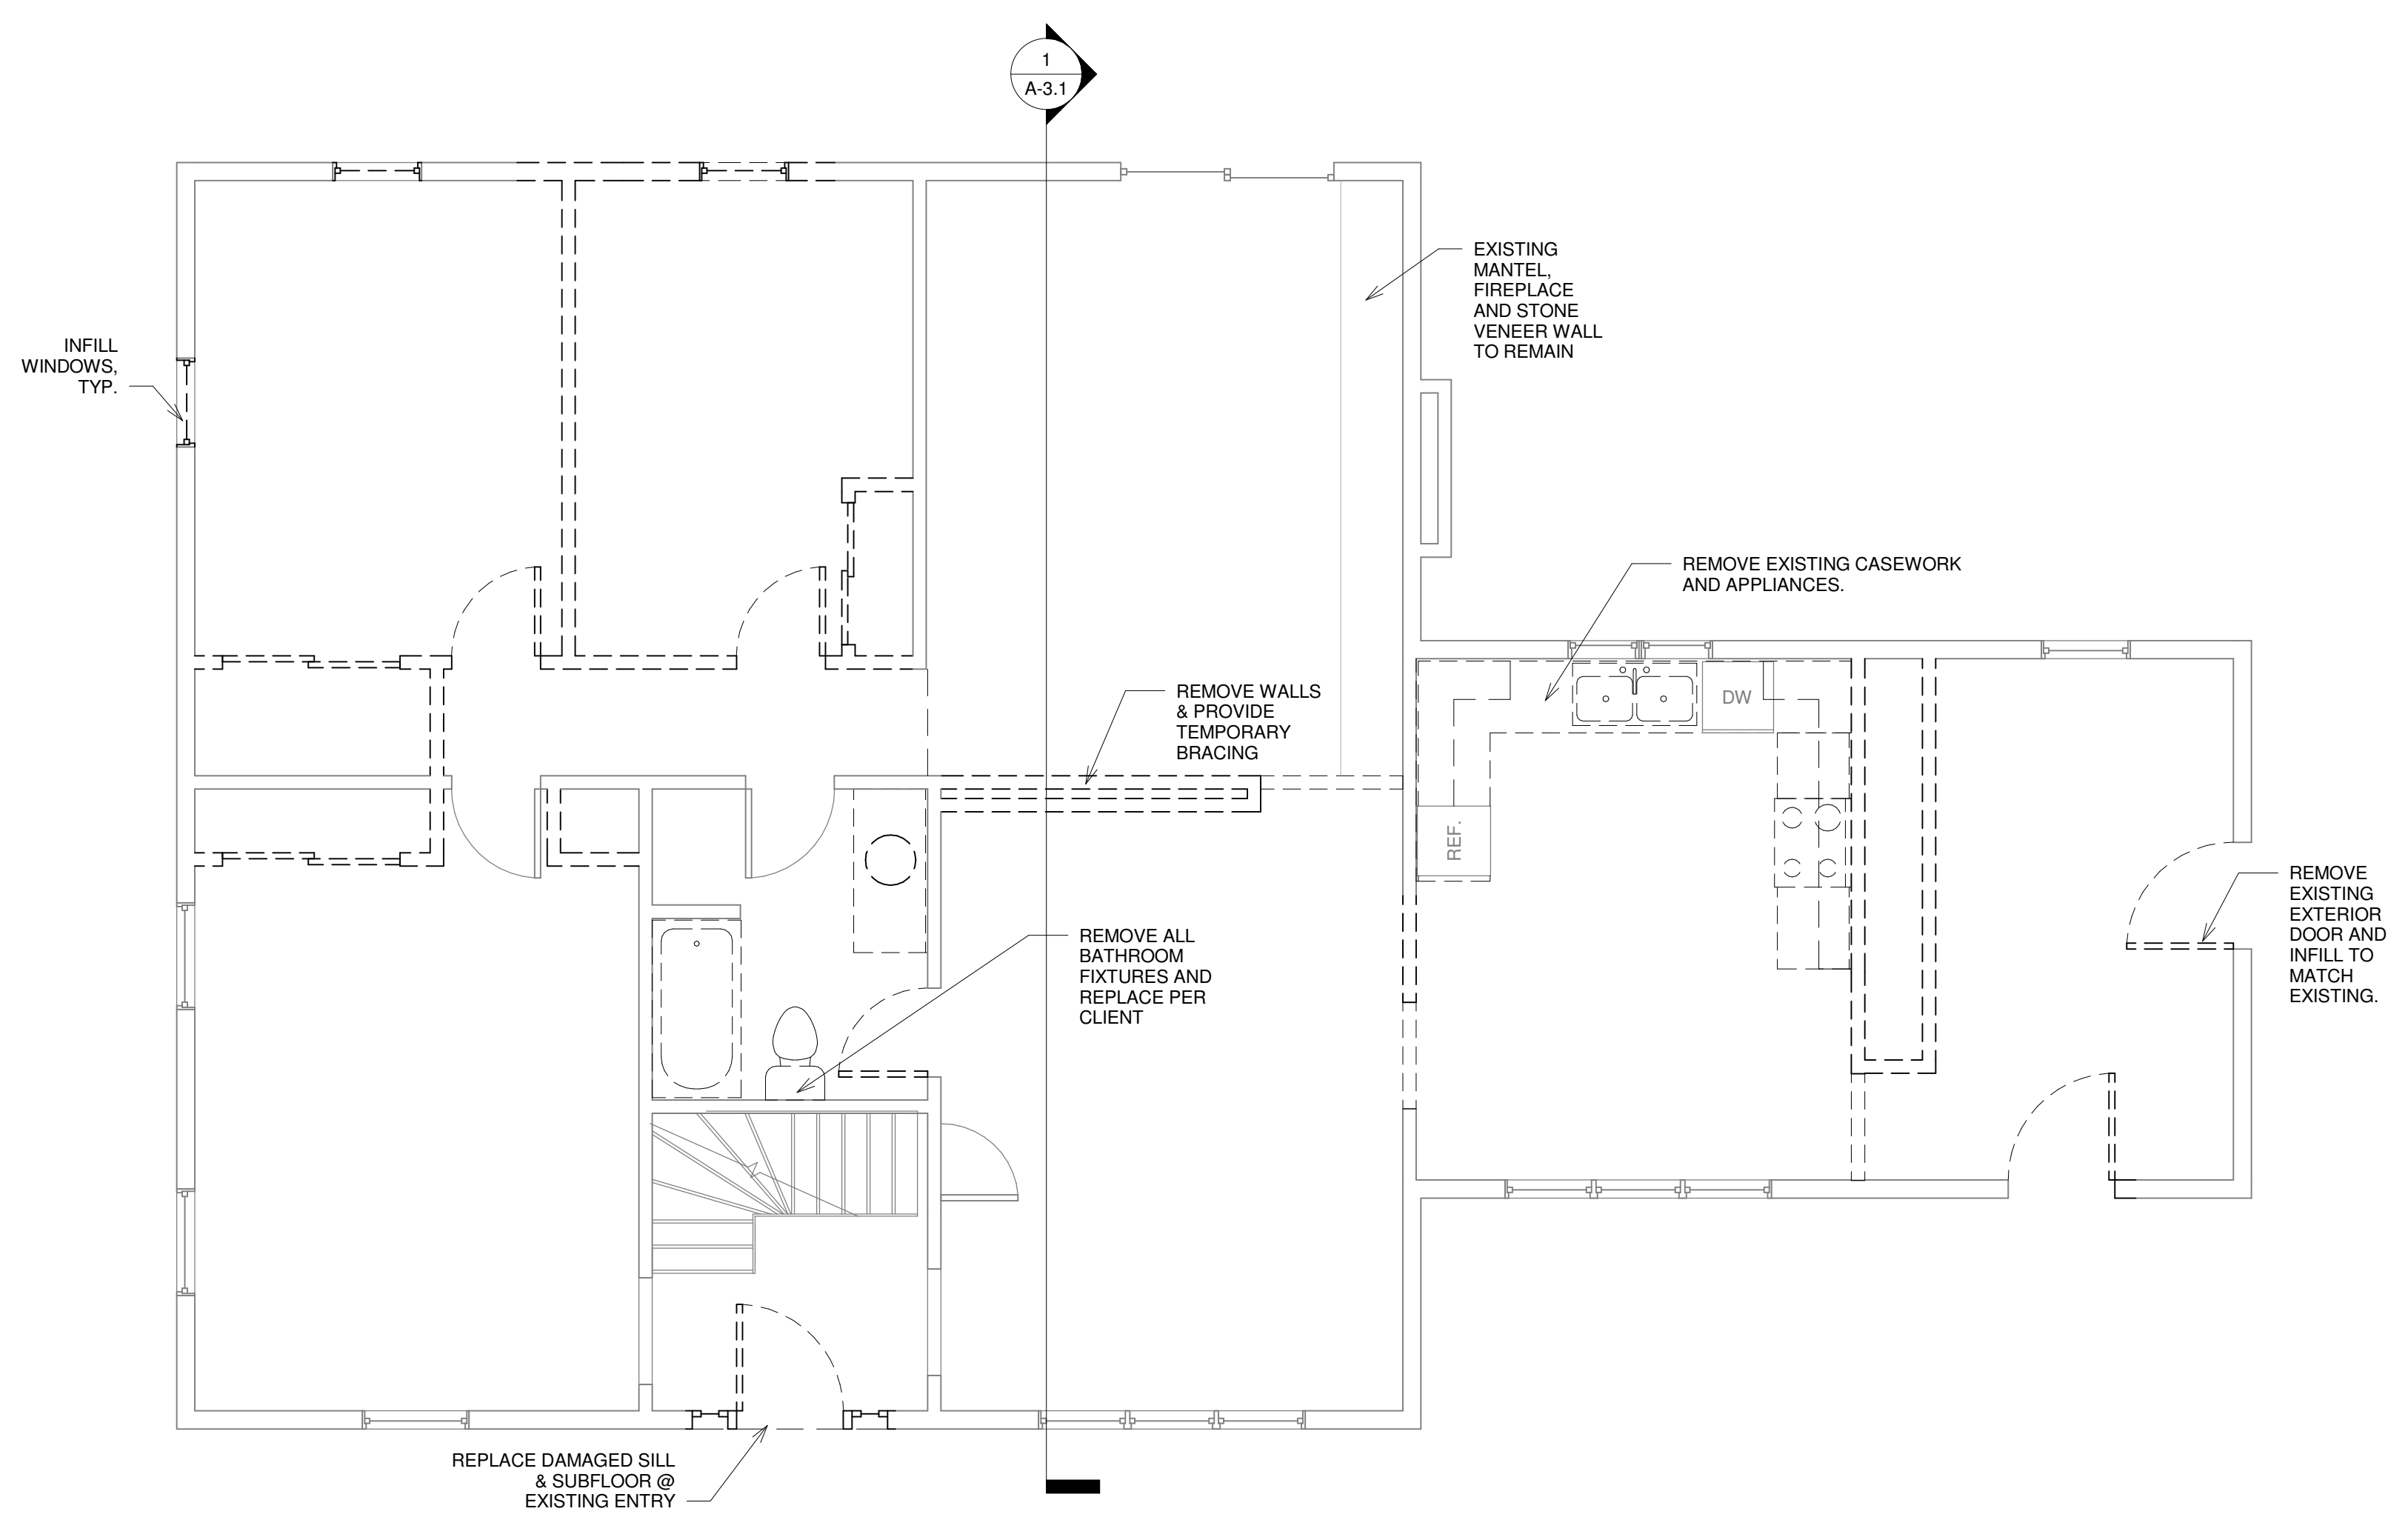 1
A-3.1
EXISTING
MANTEL,
FIREPLACE
AND STONE
VENEER WALL
TO REMAIN
INFILL
WINDOWS,
TYP.
REMOVE EXISTING CASEWORK
AND APPLIANCES.
REMOVE WALLS
& PROVIDE
TEMPORARY
BRACING
DW
REF.
REMOVE
EXISTING
EXTERIOR
DOOR AND
INFILL TO
MATCH
EXISTING.
REMOVE ALL
BATHROOM
FIXTURES AND
REPLACE PER
CLIENT
REPLACE DAMAGED SILL
& SUBFLOOR @
EXISTING ENTRY